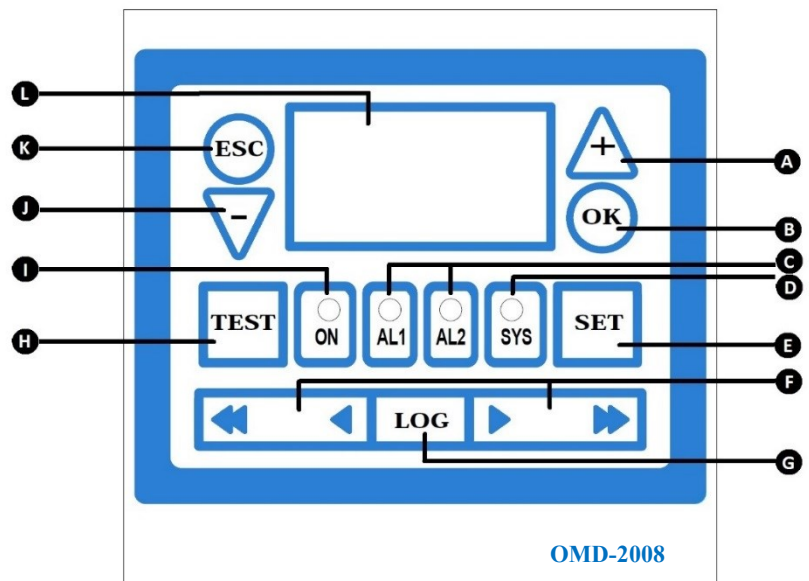 L
K
ESC
+
A
J
-
OK
B
I
C
D
H
TEST
ON
AL1
AL2
SYS
SET
E
F
LOG
G
OMD-2008